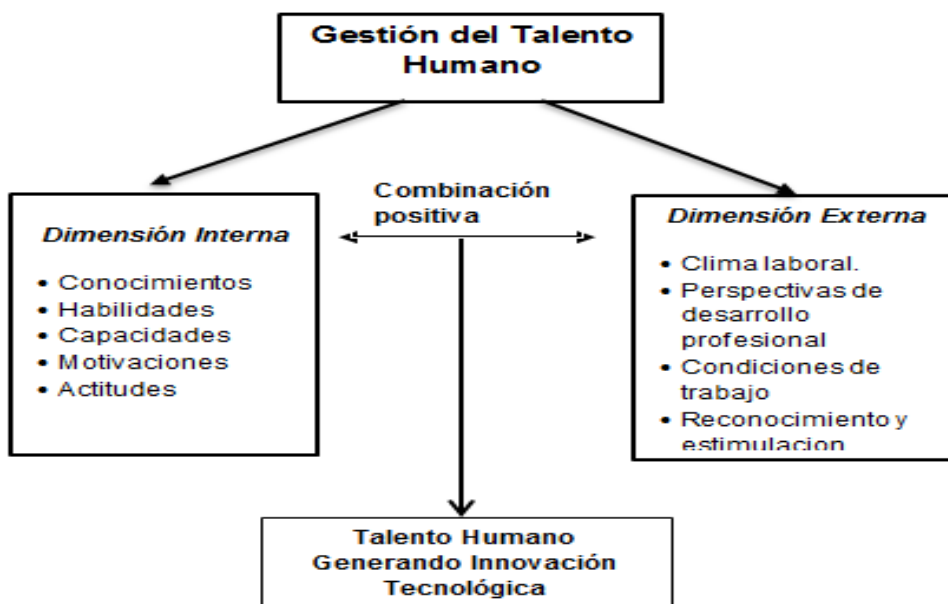 Gestión del Talento
Humano
Combinación
positiva
Dimensión Interna
• Conocimientos
• Habilidades
• Capacidades
• Motivaciones
• Actitudes
Dimensión Externa
• Clima laboral.
• Perspectivas de
desarrollo
profesional
• Condiciones de
trabajo
• Reconocimiento y
estimulacion
Talento Humano
Generando Innovación
Tecnológica